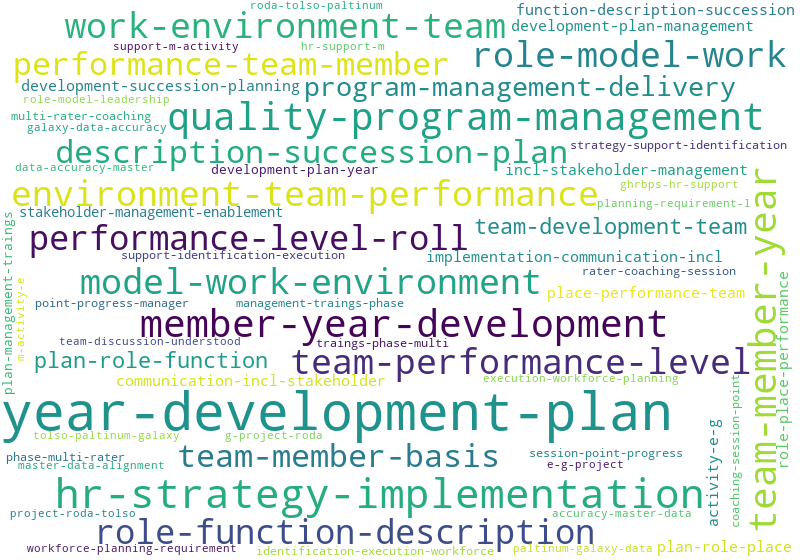 roda-tolso-paltinum
function-description-succession
work-environment-team
development-plan-management
support-m-activity
hr-support-m
role-model-work
performance-team-member
development-succession-planning
program-management-delivery
role-model-leadership
multi-rater-coaching
quality-program-management
galaxy-data-accuracy
strategy-support-identification
description-succession-plan
data-accuracy-master
development-plan-year
incl-stakeholder-management
ghrbps-hr-support
environment-team-performance
planning-requirement-l
stakeholder-management-enablement
team-development-team
performance-level-roll
support-identification-execution
implementation-communication-incl
rater-coaching-session
model-work-environment
place-performance-team
point-progress-manager
management-traings-phase
member-year-development
team-discussion-understood
traings-phase-multi
plan-role-function
team-performance-level
communication-incl-stakeholder
execution-workforce-planning
year-development-plan
tolso-paltinum-galaxy
g-project-roda
phase-multi-rater
team-member-basis
session-point-progress
master-data-alignment
e-g-project
hr-strategy-implementation
project-roda-tolso
accuracy-master-data
role-function-description
workforce-planning-requirement
identification-execution-workforce
paltinum-galaxy-data
plan-role-place
plan-management-traings
m-activity-e
activity-e-g
coaching-session-point
team-member-year
role-place-performance